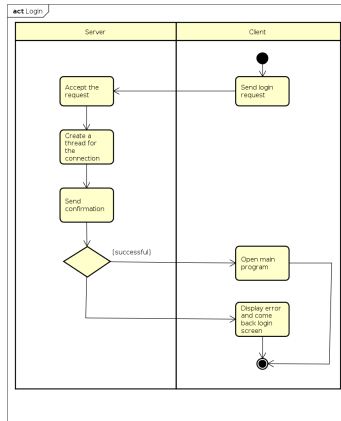 act Login
Server
Client
Accept the
request
Send login
request
Create a
thread for
the
connection
Send
confirmation
[successful]
Open main
program
Display error
and come
back login
screen